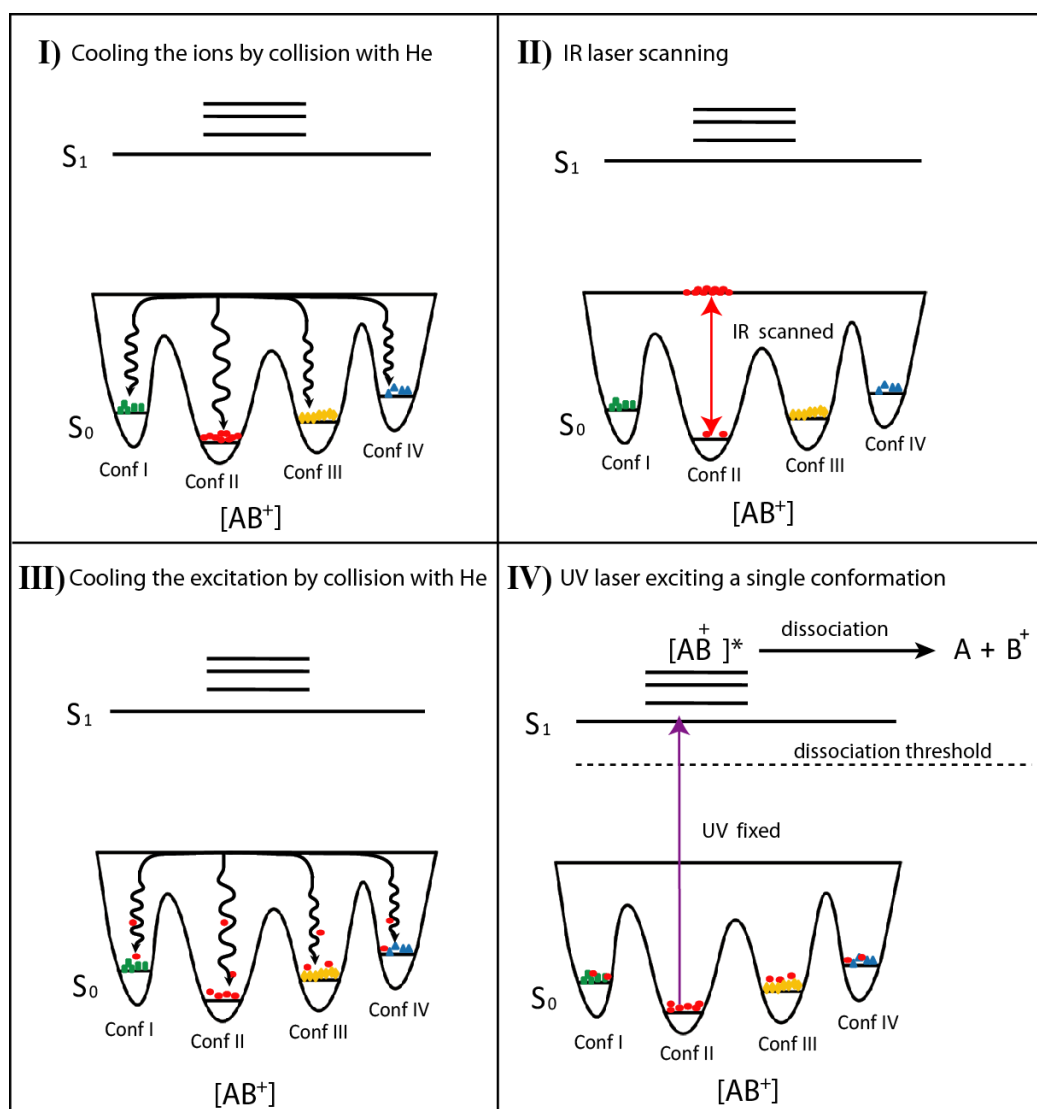 I) Cooling the ions by collision with He
S₁
S₀
Conf I
Conf II
Conf III
Conf IV
[AB⁺]
II) IR laser scanning
S₁
IR scanned
S₀
Conf I
Conf II
Conf III
Conf IV
[AB⁺]
III) Cooling the excitation by collision with He
S₁
S₀
Conf I
Conf II
Conf III
Conf IV
[AB⁺]
IV) UV laser exciting a single conformation
[AB⁺]* dissociation A + B⁺
S₁
dissociation threshold
UV fixed
S₀
Conf I
Conf II
Conf III
Conf IV
[AB⁺]